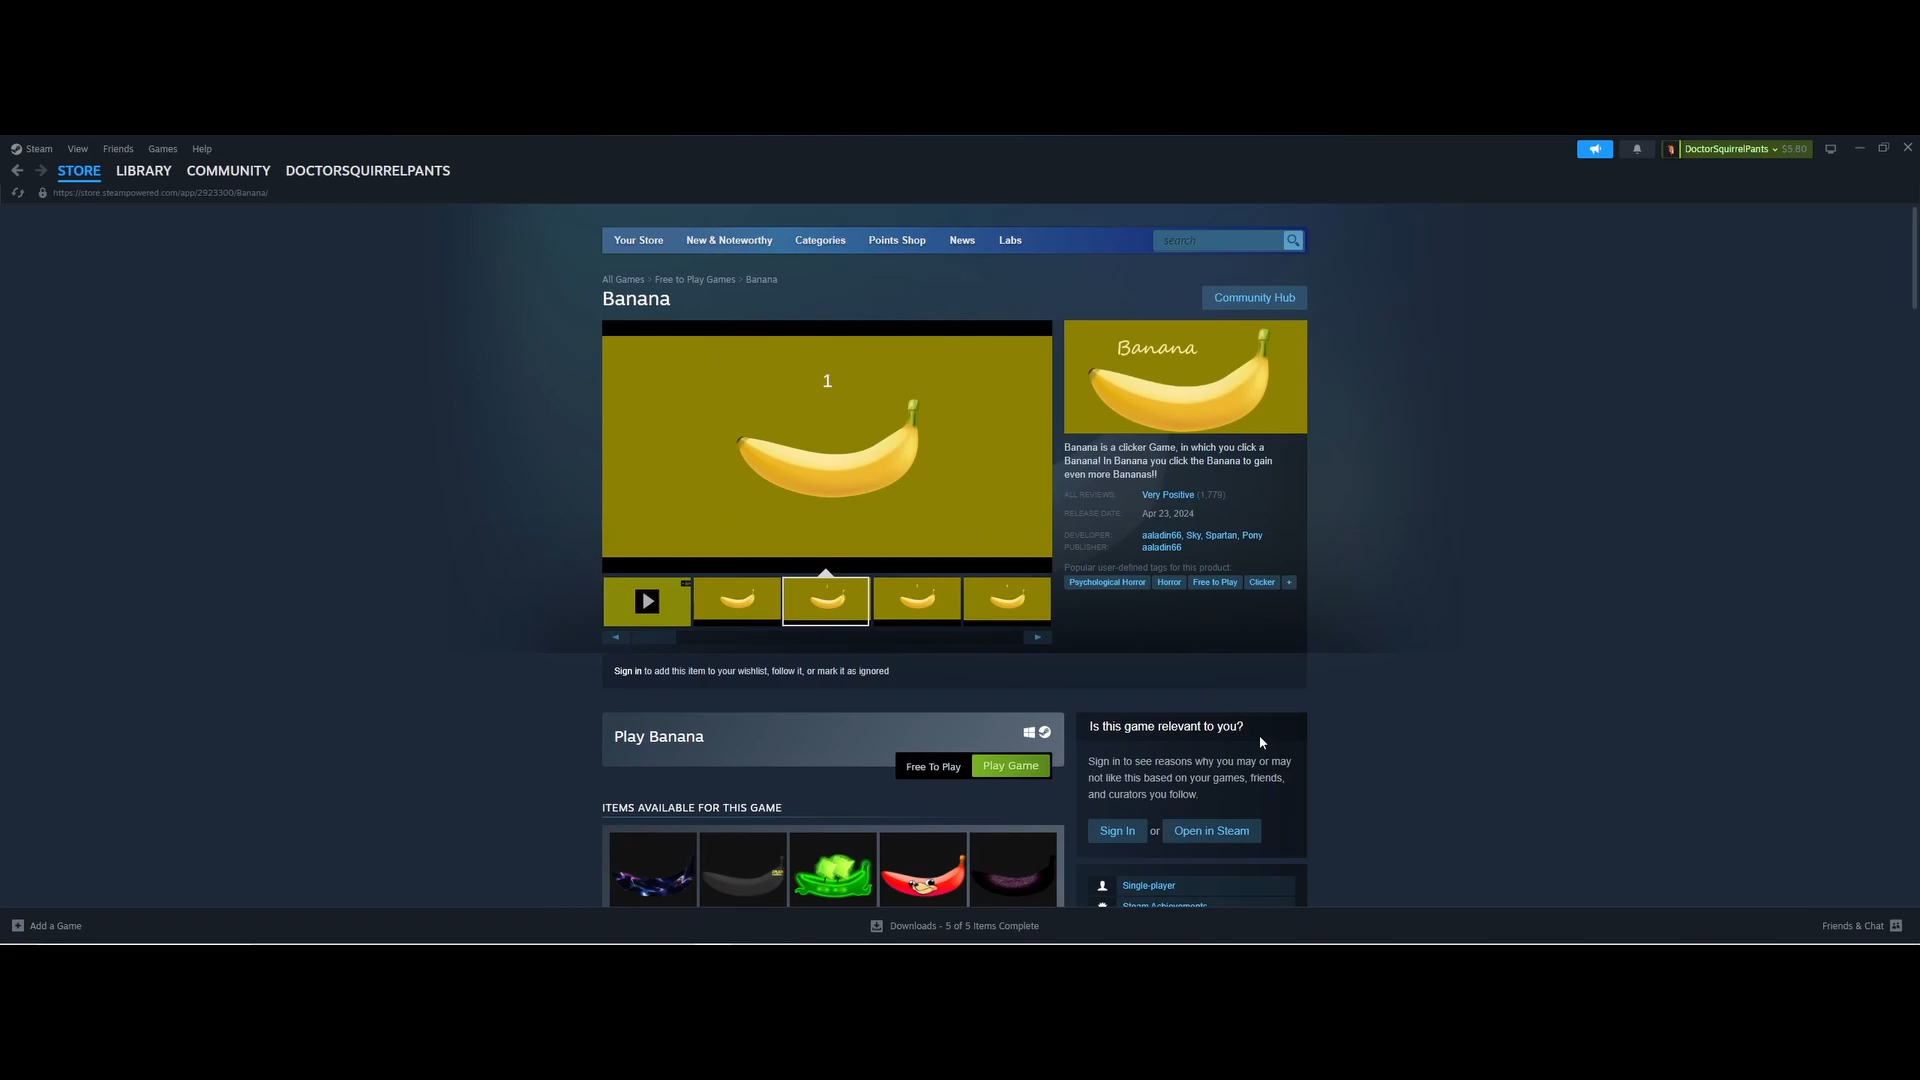 Steam View Friends Games Help
DoctorSquirrelPants $5.80
STORE LIBRARY COMMUNITY DOCTORSQUIRRELPANTS
https://store.steampowered.com/app/2923300/Banana/
Your Store New & Noteworthy Categories Points Shop News Labs
search
All Games > Free to Play Games > Banana
Banana
Community Hub
1
Banana
Banana is a clicker Game, in which you click a
Banana! In Banana you click the Banana to gain
even more Bananas!!
ALL REVIEWS: Very Positive (1,779)
RELEASE DATE: Apr 23, 2024
DEVELOPER: aaladin66, Sky, Spartan, Pony
PUBLISHER: aaladin66
Popular user-defined tags for this product:
Psychological Horror Horror Free to Play Clicker +
Sign in to add this item to your wishlist, follow it, or mark it as ignored
Play Banana
Free To Play Play Game
Is this game relevant to you?
Sign in to see reasons why you may or may
not like this based on your games, friends,
and curators you follow.
Sign In or Open in Steam
ITEMS AVAILABLE FOR THIS GAME
Single-player
Steam Achievements
Add a Game
Downloads - 5 of 5 Items Complete
Friends & Chat